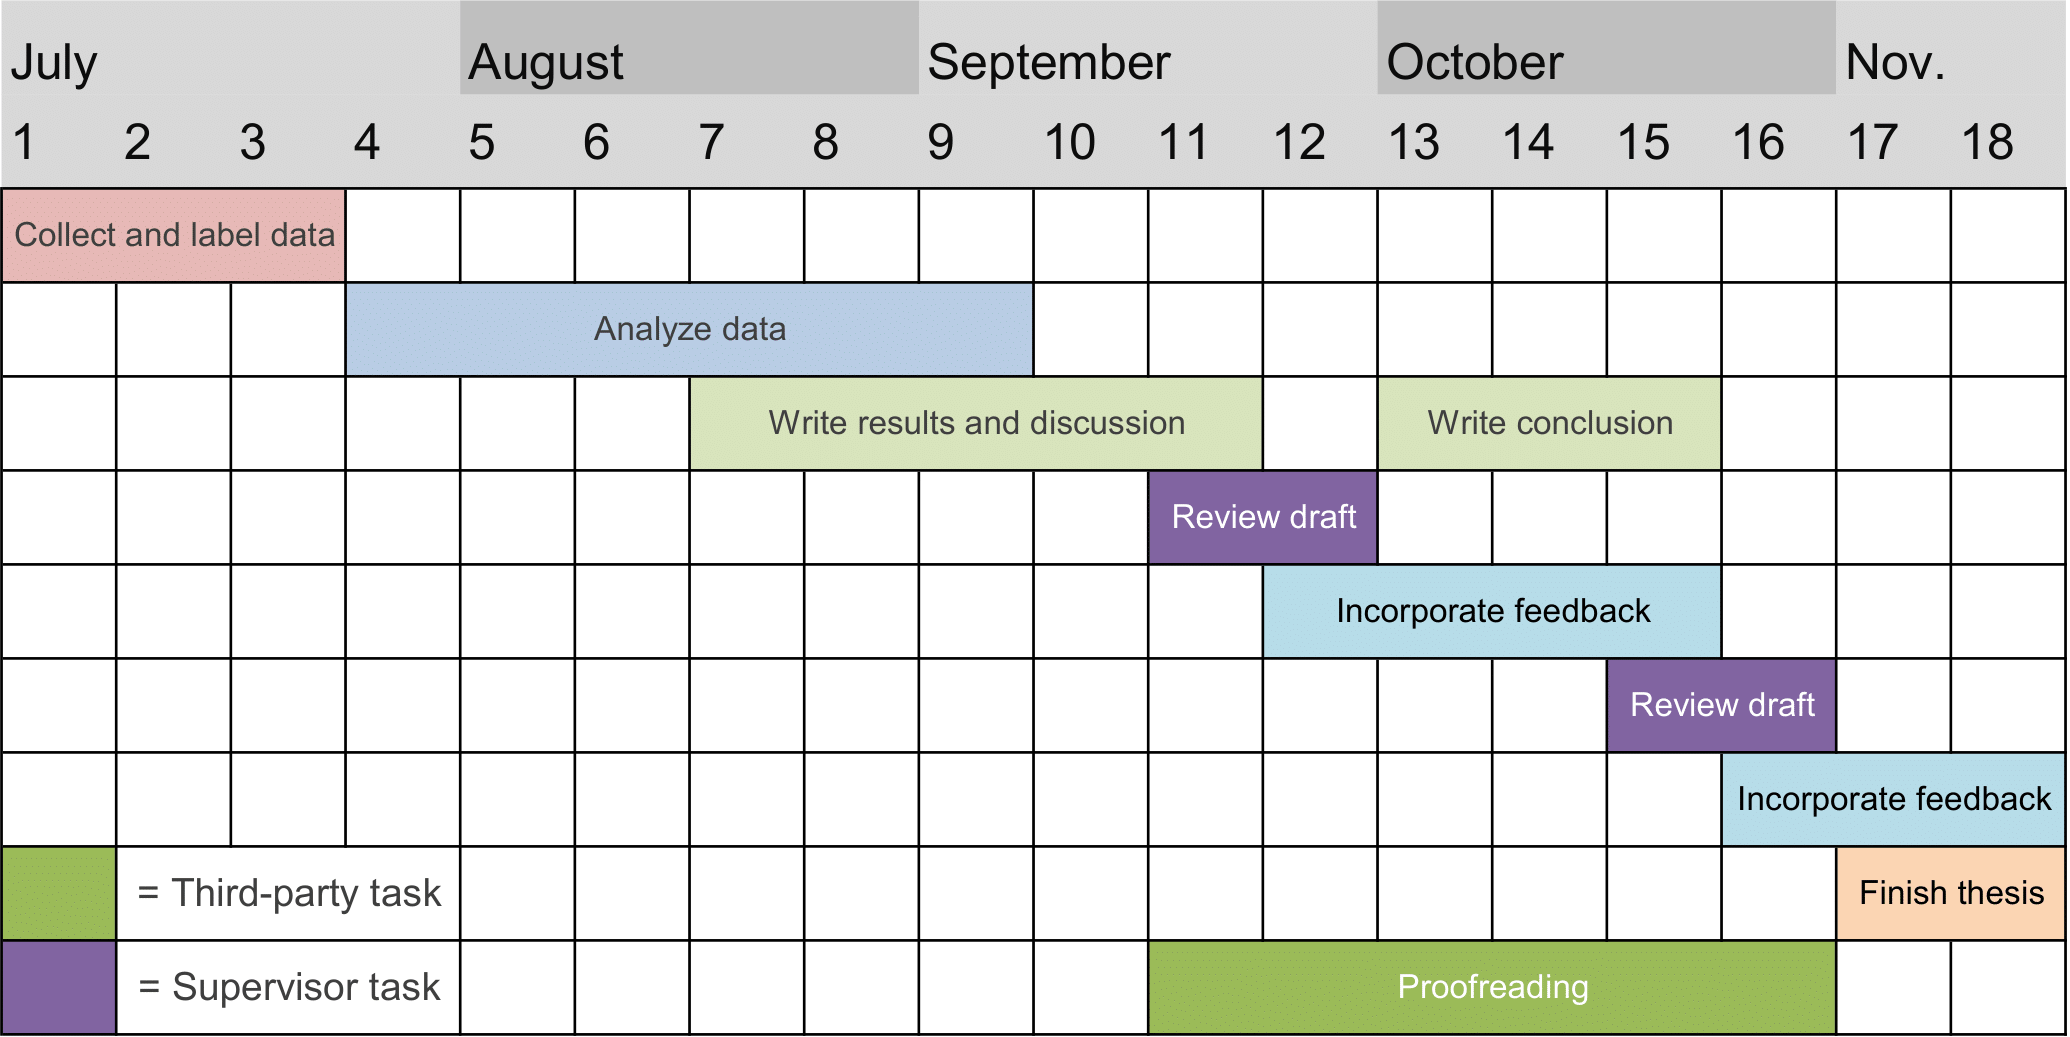 July August September October Nov.
1 2 3 4 5 6 7 8 9 10 11 12 13 14 15 16 17 18
Collect and label data
Analyze data
Write results and discussion Write conclusion
Review draft
Incorporate feedback
Review draft
Incorporate feedback
= Third-party task Finish thesis
= Supervisor task Proofreading